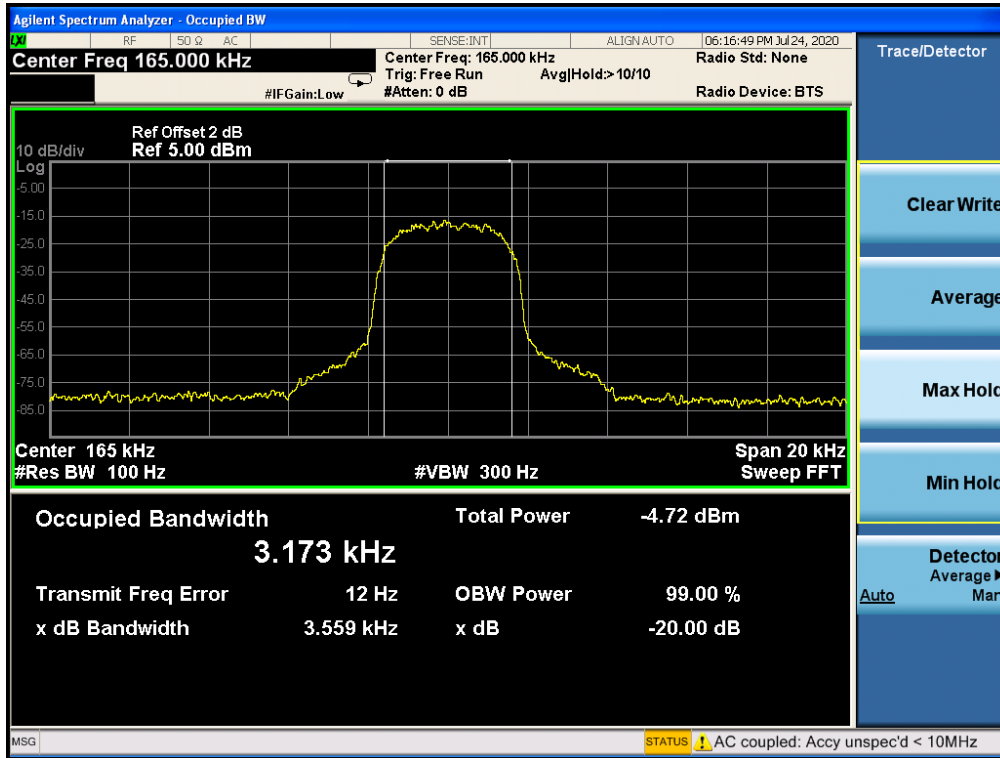 Agilent Spectrum Analyzer - Occupied BW
LXI RF 50 Ω AC SENSE:INT ALIGN AUTO 06:16:49 PM Jul 24, 2020
Center Freq 165.000 kHz
Center Freq: 165.000 kHz
Radio Std: None
Trig: Free Run Avg|Hold:>10/10
#IFGain:Low
#Atten: 0 dB
Radio Device: BTS
Ref Offset 2 dB
10 dB/div Ref 5.00 dBm
Log
-5.00
-15.0
-25.0
-35.0
-45.0
-55.0
-65.0
-75.0
-85.0
Center 165 kHz Span 20 kHz
#Res BW 100 Hz #VBW 300 Hz Sweep FFT
Occupied Bandwidth Total Power -4.72 dBm
3.173 kHz
Transmit Freq Error 12 Hz OBW Power 99.00 %
x dB Bandwidth 3.559 kHz x dB -20.00 dB
Trace/Detector
Clear Write
Average
Max Hold
Min Hold
Detector
Average
Auto Man
MSG STATUS AC coupled: Accy unspec'd < 10MHz